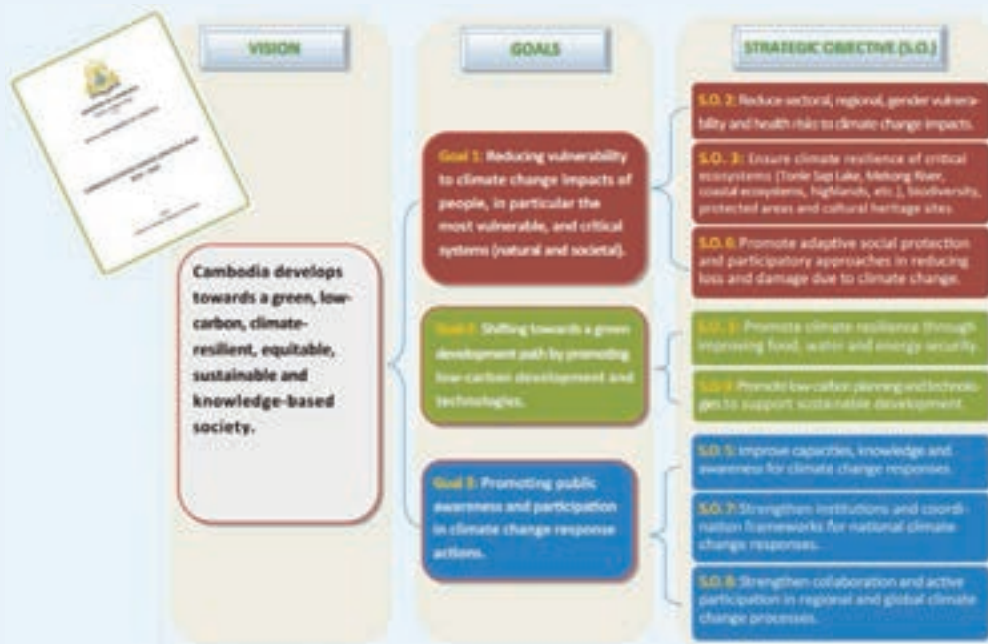 VISION
GOALS
STRATEGIC OBJECTIVE (S.O.)
Cambodia develops
towards a green, low-
carbon, climate-
resilient, equitable,
sustainable and
knowledge-based
society.
Goal 1: Reducing vulnerability
to climate change impacts of
people, in particular the
most vulnerable, and critical
systems (natural and societal).
Goal 2: Shifting towards a green
development path by promoting
low-carbon development and
technologies.
Goal 3: Promoting public
awareness and participation
in climate change response
actions.
S.O. 2: Reduce sectoral, regional, gender vulnera-
bility and health risks to climate change impacts.
S.O. 3: Ensure climate resilience of critical
ecosystems (Tonle Sap Lake, Mekong River,
coastal ecosystems, highlands, etc.), biodiversity,
protected areas and cultural heritage sites.
S.O. 6: Promote adaptive social protection
and participatory approaches in reducing
loss and damage due to climate change.
S.O. Promote climate resilience through
improving food, water and energy security.
S.O. Promote low-carbon planning and technolo-
gies to support sustainable development.
S.O. 5: Improve capacities, knowledge and
awareness for climate change responses.
S.O. 7: Strengthen institutions and coordi-
nation frameworks for national climate
change responses.
S.O. 8: Strengthen collaboration and active
participation in regional and global climate
change processes.